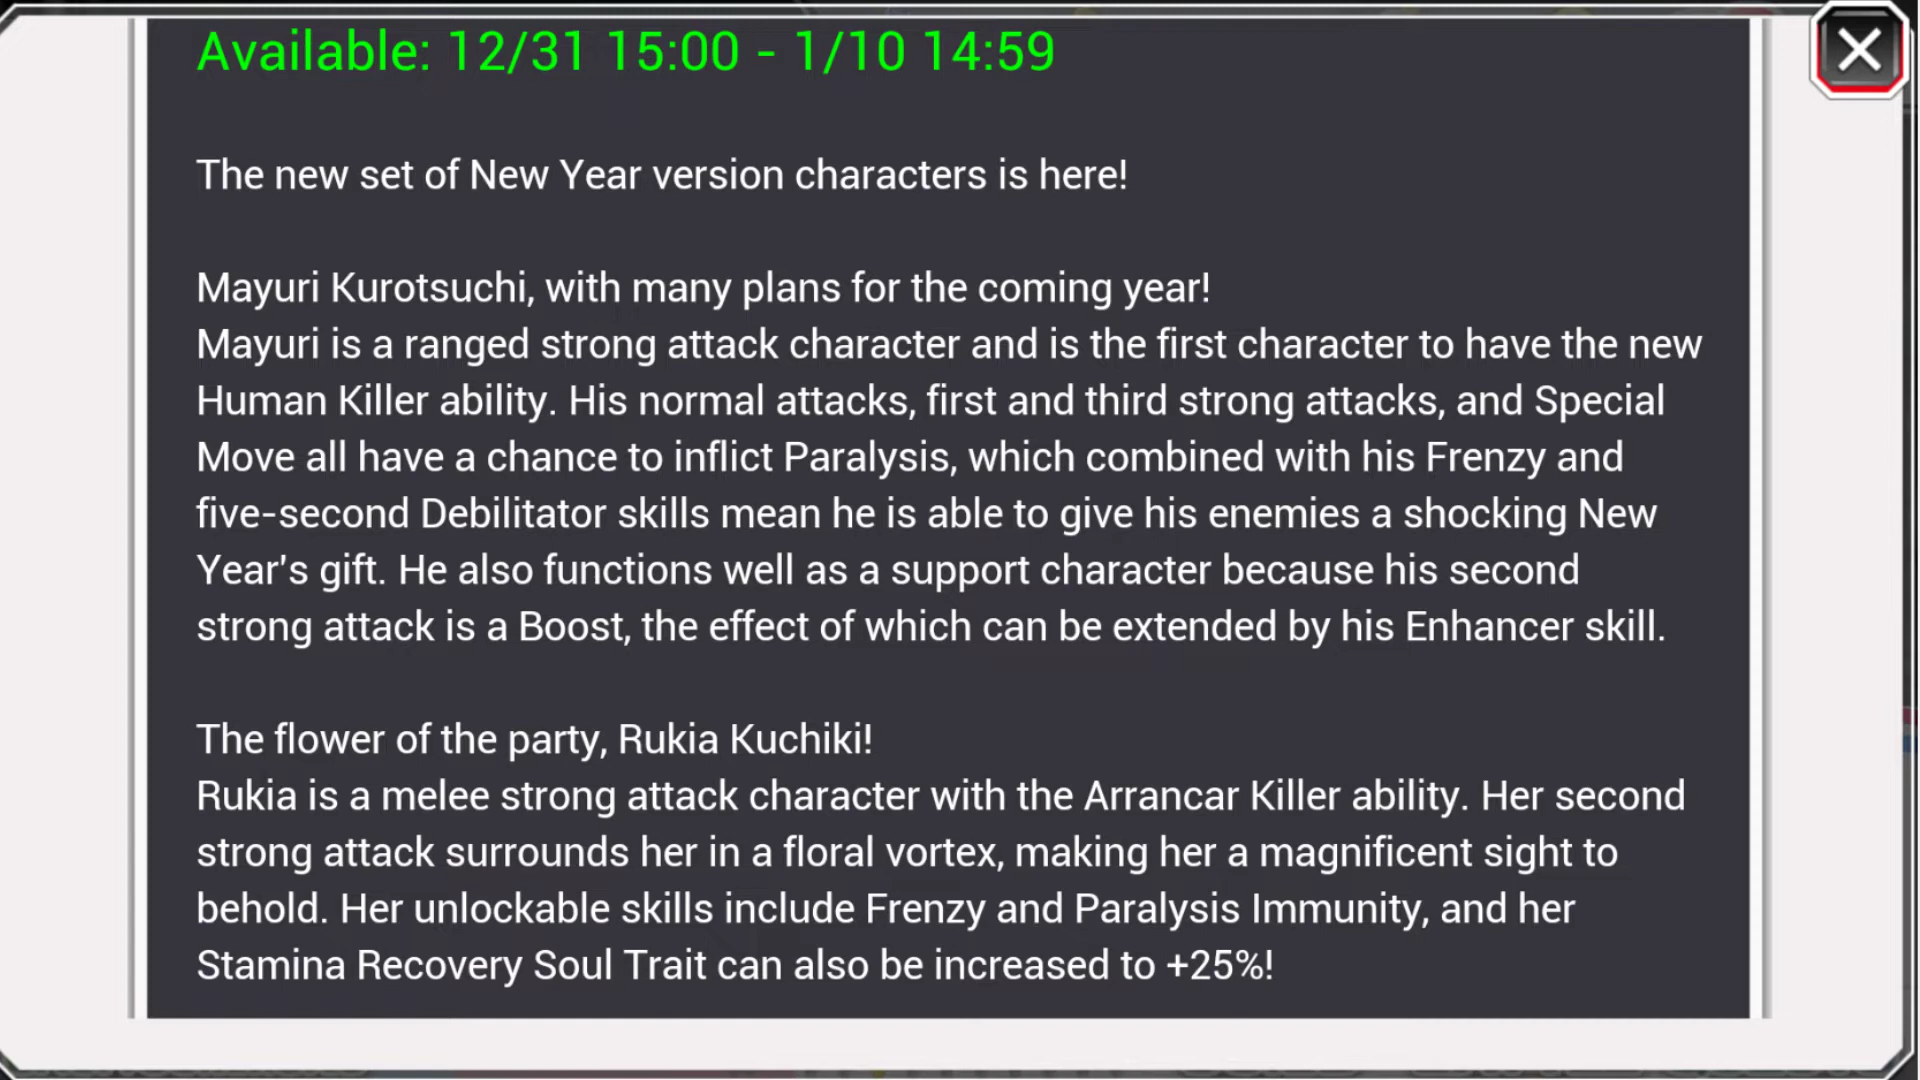 Available: 12/31 15:00 - 1/10 14:59
The new set of New Year version characters is here!
Mayuri Kurotsuchi, with many plans for the coming year!
Mayuri is a ranged strong attack character and is the first character to have the new
Human Killer ability. His normal attacks, first and third strong attacks, and Special
Move all have a chance to inflict Paralysis, which combined with his Frenzy and
five-second Debilitator skills mean he is able to give his enemies a shocking New
Year's gift. He also functions well as a support character because his second
strong attack is a Boost, the effect of which can be extended by his Enhancer skill.
The flower of the party, Rukia Kuchiki!
Rukia is a melee strong attack character with the Arrancar Killer ability. Her second
strong attack surrounds her in a floral vortex, making her a magnificent sight to
behold. Her unlockable skills include Frenzy and Paralysis Immunity, and her
Stamina Recovery Soul Trait can also be increased to +25%!